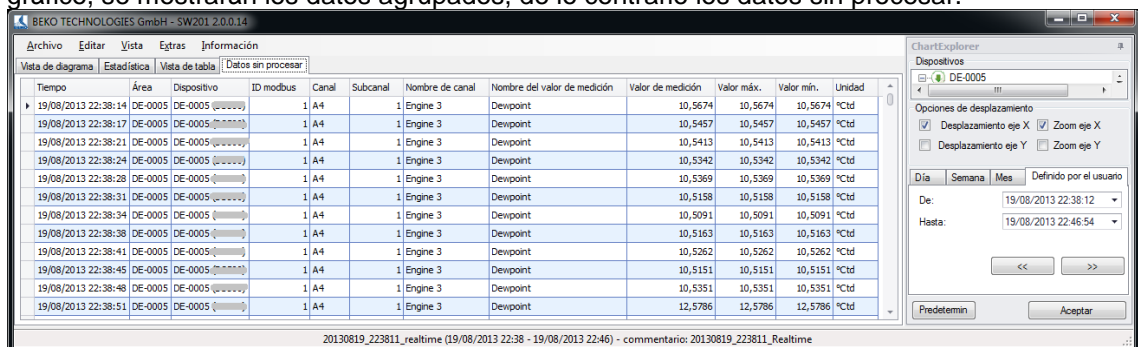 gráfico, se mostrarán los datos agrupados, de lo contrario los datos sin procesar.
BEKO TECHNOLOGIES GmbH - SW201 2.0.0.14
Archivo Editar Vista Extras Información
Vista de diagrama Estadística Vista de tabla Datos sin procesar
Tiempo Área Dispositivo ID modbus Canal Subcanal Nombre de canal Nombre del valor de medición Valor de medición Valor máx. Valor mín. Unidad
19/08/2013 22:38:14 DE-0005 DE-0005 1 A4 1 Engine 3 Dewpoint 10,5674 10,5674 10,5674 ºCtd
19/08/2013 22:38:17 DE-0005 DE-0005 1 A4 1 Engine 3 Dewpoint 10,5457 10,5457 10,5457 ºCtd
19/08/2013 22:38:21 DE-0005 DE-0005 1 A4 1 Engine 3 Dewpoint 10,5413 10,5413 10,5413 ºCtd
19/08/2013 22:38:24 DE-0005 DE-0005 1 A4 1 Engine 3 Dewpoint 10,5342 10,5342 10,5342 ºCtd
19/08/2013 22:38:28 DE-0005 DE-0005 1 A4 1 Engine 3 Dewpoint 10,5369 10,5369 10,5369 ºCtd
19/08/2013 22:38:31 DE-0005 DE-0005 1 A4 1 Engine 3 Dewpoint 10,5158 10,5158 10,5158 ºCtd
19/08/2013 22:38:34 DE-0005 DE-0005 1 A4 1 Engine 3 Dewpoint 10,5091 10,5091 10,5091 ºCtd
19/08/2013 22:38:38 DE-0005 DE-0005 1 A4 1 Engine 3 Dewpoint 10,5163 10,5163 10,5163 ºCtd
19/08/2013 22:38:41 DE-0005 DE-0005 1 A4 1 Engine 3 Dewpoint 10,5262 10,5262 10,5262 ºCtd
19/08/2013 22:38:45 DE-0005 DE-0005 1 A4 1 Engine 3 Dewpoint 10,5151 10,5151 10,5151 ºCtd
19/08/2013 22:38:48 DE-0005 DE-0005 1 A4 1 Engine 3 Dewpoint 10,5351 10,5351 10,5351 ºCtd
19/08/2013 22:38:51 DE-0005 DE-0005 1 A4 1 Engine 3 Dewpoint 12,5786 12,5786 12,5786 ºCtd
ChartExplorer
Dispositivos
DE-0005
Opciones de desplazamiento
Desplazamiento eje X Zoom eje X
Desplazamiento eje Y Zoom eje Y
Día Semana Mes Definido por el usuario
De: 19/08/2013 22:38:12
Hasta: 19/08/2013 22:46:54
<< >>
Predetermin Aceptar
20130819_223811_realtime (19/08/2013 22:38 - 19/08/2013 22:46) - commentario: 20130819_223811_Realtime